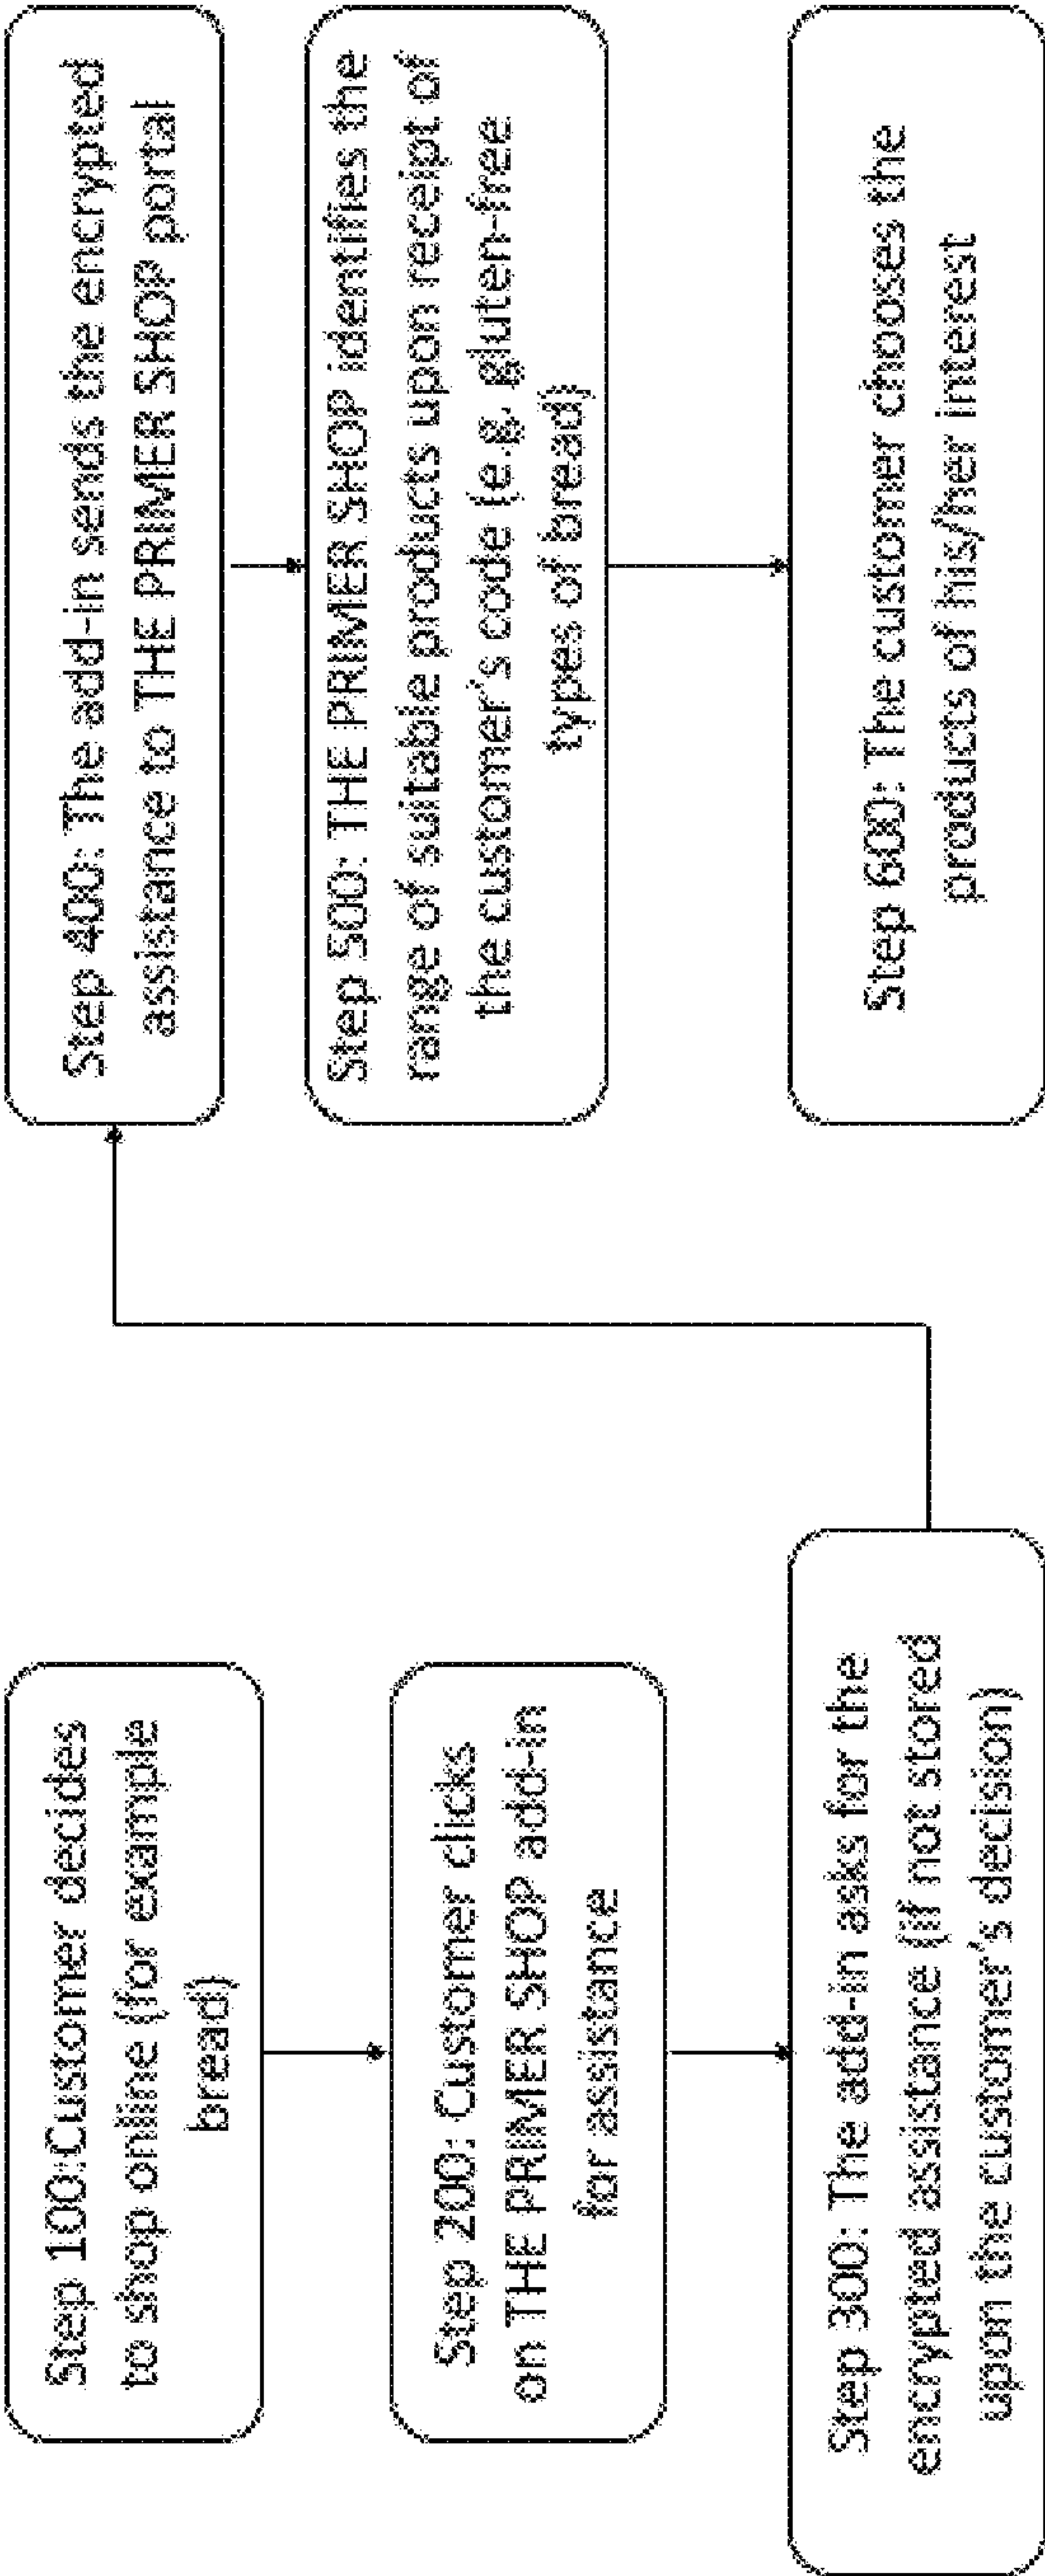 Step 100:Customer decides
to shop online (for example
bread)
Step 200: Customer clicks
on THE PRIMER SHOP add-in
for assistance
Step 300: The add-in asks for the
encrypted assistance (if not stored
upon the customer's decision)
Step 400: The add-in sends the encrypted
assistance to THE PRIMER SHOP portal
Step 500: THE PRIMER SHOP identifies the
range of suitable products upon receipt of
the customer's code (e.g. gluten-free
types of bread)
Step 600: The customer chooses the
products of his/her interest